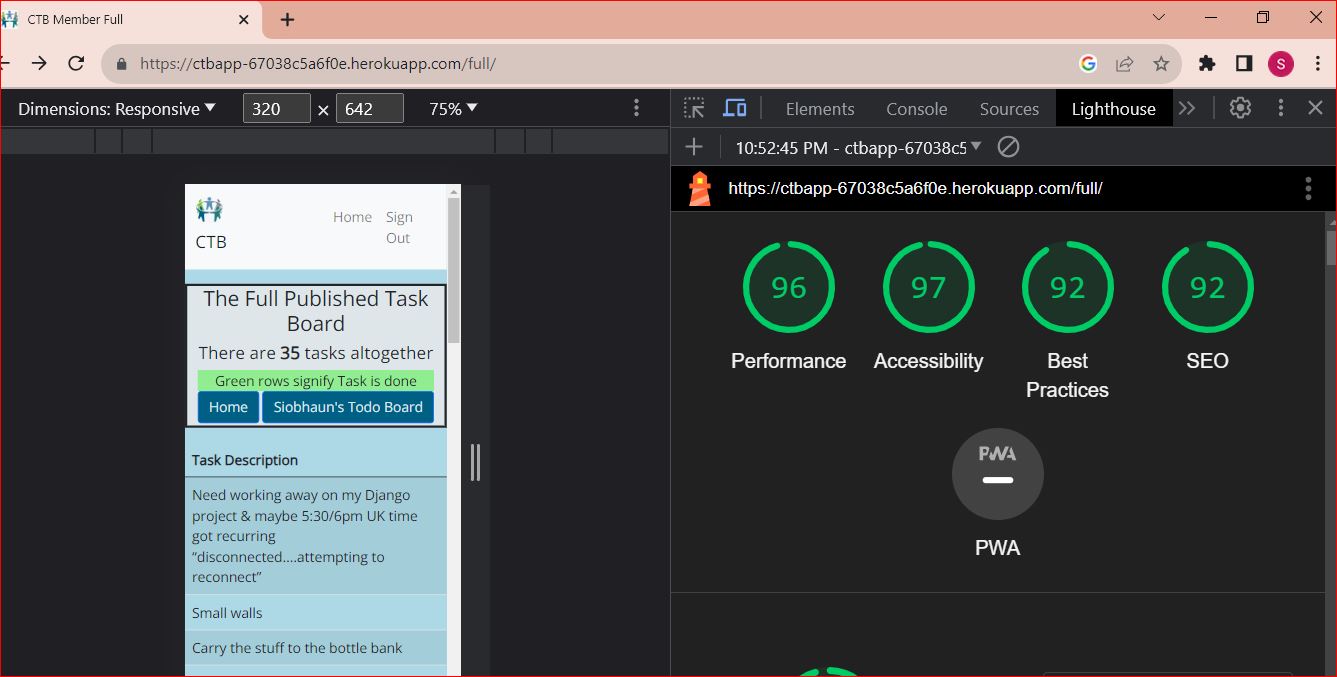 CTB Member Full
https://ctbapp-67038c5a6f0e.herokuapp.com/full/
S
Dimensions: Responsive
320 × 642
75%
Elements
Console
Sources
Lighthouse
10:52:45 PM - ctbapp-67038c5
https://ctbapp-67038c5a6f0e.herokuapp.com/full/
CTB
Home
Sign
Out
The Full Published Task
Board
There are 35 tasks altogether
Green rows signify Task is done
Home
Siobhaun's Todo Board
Task Description
Need working away on my Django
project & maybe 5:30/6pm UK time
got recurring
“disconnected....attempting to
reconnect”
Small walls
Carry the stuff to the bottle bank
96
97
92
92
Performance
Accessibility
Best
Practices
SEO
PWA
PWA